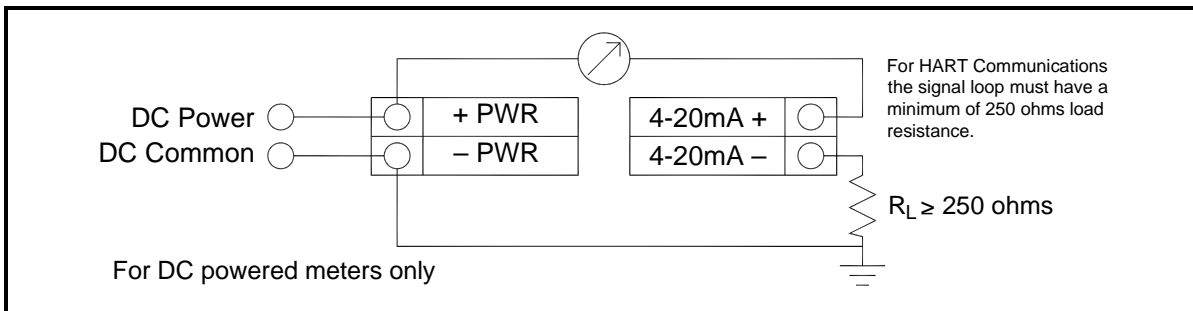 For HART Communications
the signal loop must have a
minimum of 250 ohms load
resistance.
DC Power
+ PWR
4-20mA +
DC Common
– PWR
4-20mA –
RL ≥ 250 ohms
For DC powered meters only